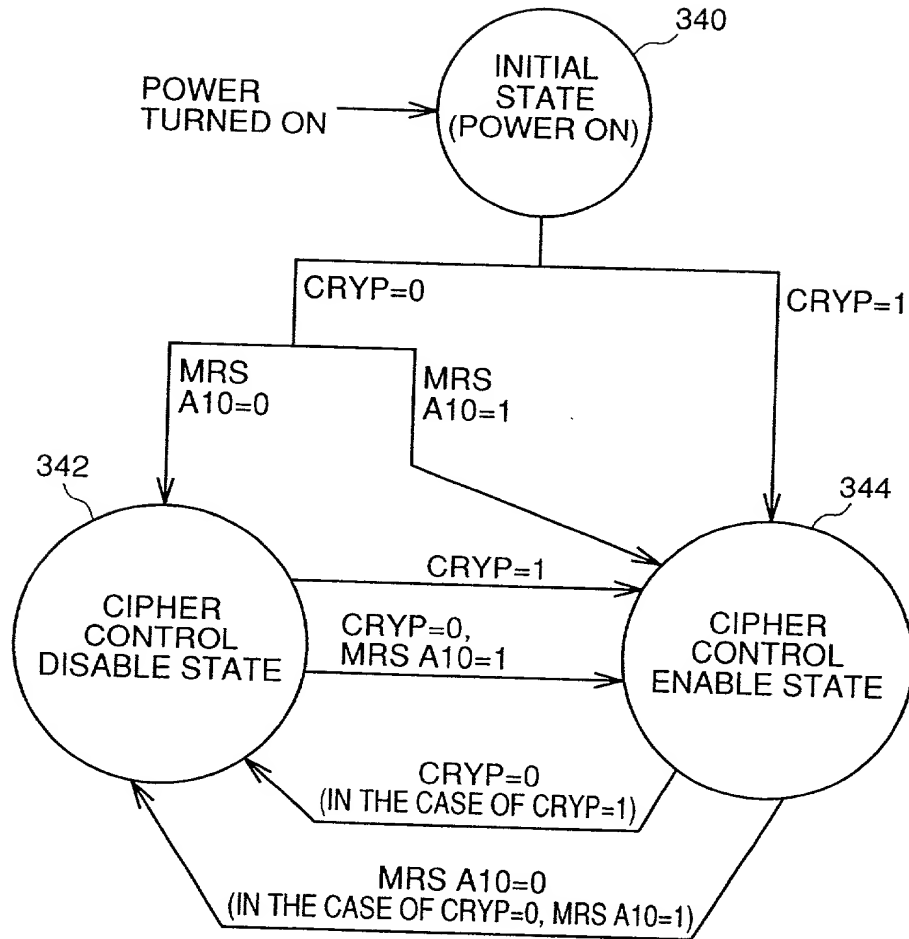 340
INITIAL
STATE
(POWER ON)
POWER
TURNED ON
CRYP=0
CRYP=1
MRS
A10=0
MRS
A10=1
342
344
CIPHER
CONTROL
DISABLE STATE
CRYP=1
CRYP=0,
MRS A10=1
CIPHER
CONTROL
ENABLE STATE
CRYP=0
(IN THE CASE OF CRYP=1)
MRS A10=0
(IN THE CASE OF CRYP=0, MRS A10=1)